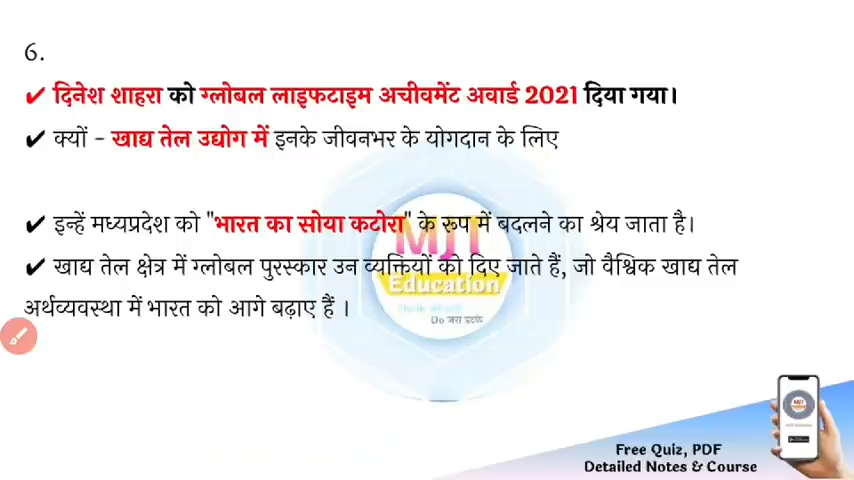 6.
✔ दिनेश शाहरा को ग्लोबल लाइफटाइम अचीवमेंट अवार्ड 2021 दिया गया।
✔ क्यों - खाद्य तेल उद्योग में इनके जीवनभर के योगदान के लिए
✔ इन्हें मध्यप्रदेश को "भारत का सोया कटोरा" के रूप में बदलने का श्रेय जाता है।
✔ खाद्य तेल क्षेत्र में ग्लोबल पुरस्कार उन व्यक्तियों को दिए जाते हैं, जो वैश्विक खाद्य तेल
अर्थव्यवस्था में भारत को आगे बढ़ाए हैं ।
MJT
Education
Free Quiz, PDF
Detailed Notes & Course